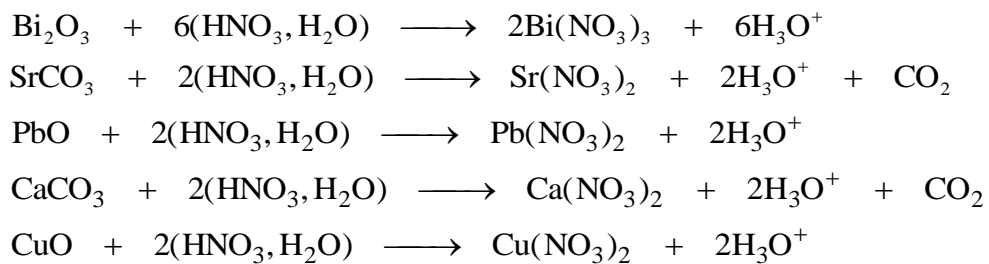 Bi₂O₃ + 6(HNO₃,H₂O) ⟶ 2Bi(NO₃)₃ + 6H₃O⁺
SrCO₃ + 2(HNO₃,H₂O) ⟶ Sr(NO₃)₂ + 2H₃O⁺ + CO₂
PbO + 2(HNO₃,H₂O) ⟶ Pb(NO₃)₂ + 2H₃O⁺
CaCO₃ + 2(HNO₃,H₂O) ⟶ Ca(NO₃)₂ + 2H₃O⁺ + CO₂
CuO + 2(HNO₃,H₂O) ⟶ Cu(NO₃)₂ + 2H₃O⁺